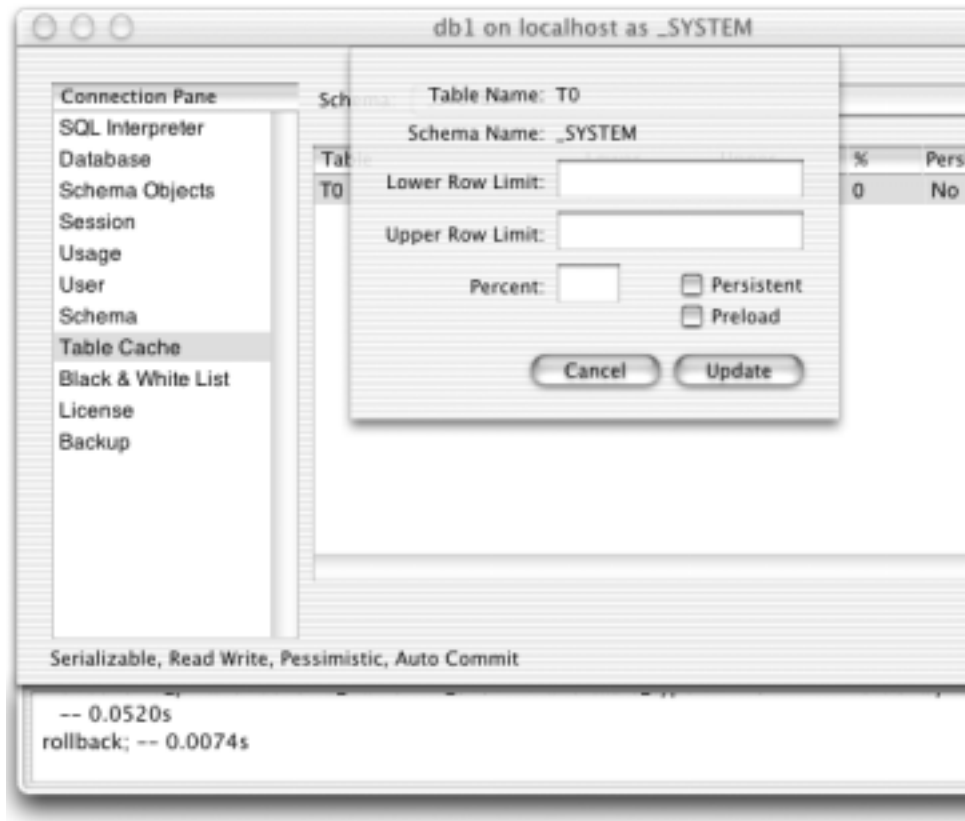 db1 on localhost as _SYSTEM
Connection Pane
SQL Interpreter
Database
Schema Objects
Session
Usage
User
Schema
Table Cache
Black & White List
License
Backup
Schema:
Table Name: T0
Schema Name: _SYSTEM
Lower Row Limit:
Upper Row Limit:
Percent:
Persistent
Preload
Cancel
Update
Table % Pers
T0 0 No
Serializable, Read Write, Pessimistic, Auto Commit
-- 0.0520s
rollback; -- 0.0074s